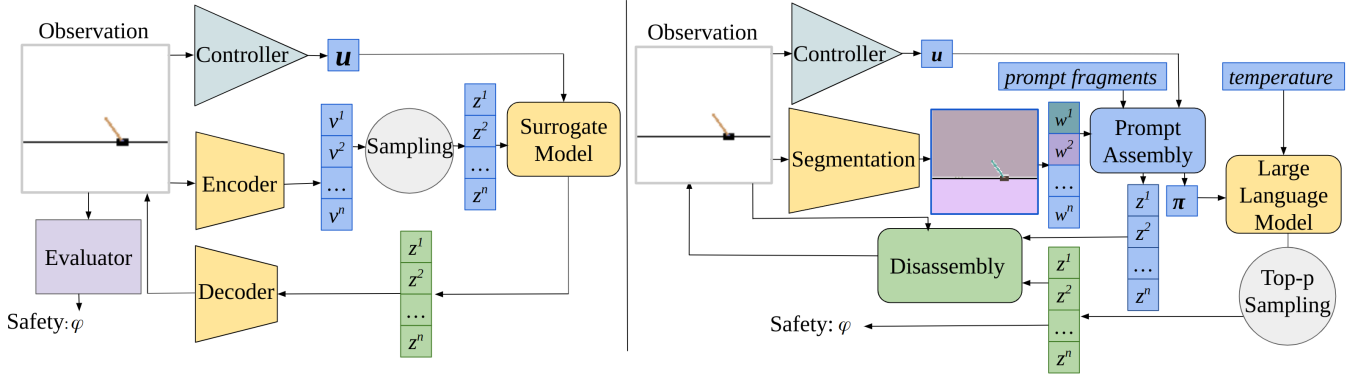 Observation
Controller
u
Encoder
v¹
v²
...
vⁿ
Sampling
z¹
z²
...
zⁿ
Surrogate
Model
Evaluator
Safety: φ
Decoder
z¹
z²
...
zⁿ
Observation
Controller
u
prompt fragments
temperature
Segmentation
w¹
w²
...
wⁿ
Prompt
Assembly
z¹
z²
...
zⁿ
π
Large
Language
Model
Top-p
Sampling
Disassembly
z¹
z²
...
zⁿ
Safety: φ